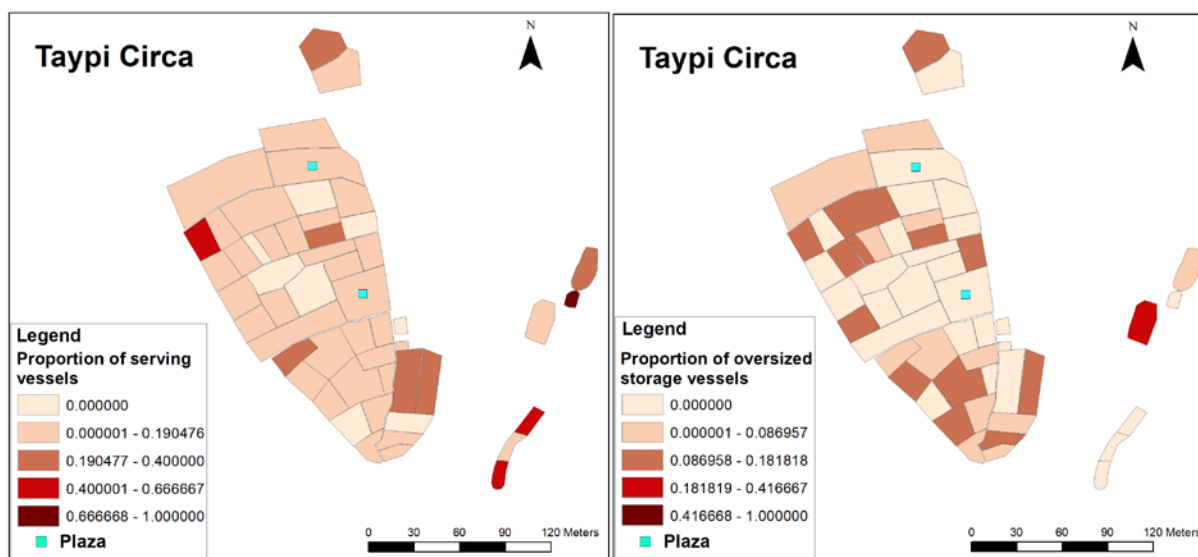 Taypi Circa
N
Legend
Proportion of serving
vessels
0.000000
0.000001 - 0.190476
0.190477 - 0.400000
0.400001 - 0.666667
0.666668 - 1.000000
Plaza
0 30 60 90 120 Meters
Taypi Circa
N
Legend
Proportion of oversized
storage vessels
0.000000
0.000001 - 0.086957
0.086958 - 0.181818
0.181819 - 0.416667
0.416668 - 1.000000
Plaza
0 30 60 90 120 Meters